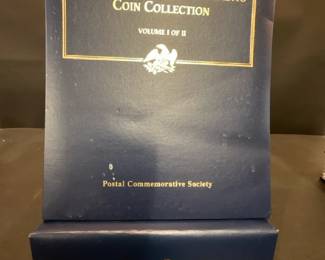 COIN COLLECTION
VOLUME I OF II
Postal Commemorative Society